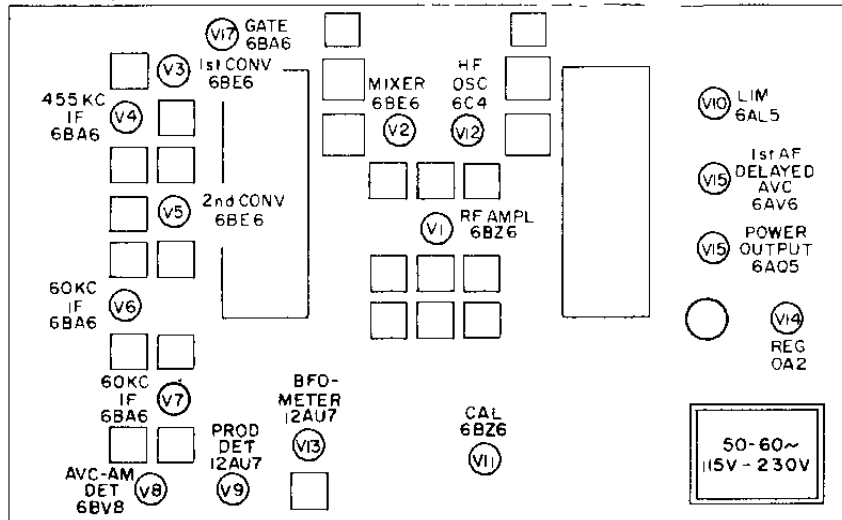 V17 GATE
6BA6
V3 1st CONV
6BE6
455 KC
IF
6BA6
V4
V5 2nd CONV
6BE6
60KC
IF
6BA6
V6
60KC
IF
6BA6
V7
AVC-AM
DET
6BV8
V8
PROD
DET
12AU7
V9
BFO-
METER
12AU7
V13
MIXER
6BE6
V2
HF
OSC
6C4
V12
V1 RF AMPL
6BZ6
CAL
6BZ6
V11
V10 LIM
6AL5
V15 1st AF
DELAYED
AVC
6AV6
V15 POWER
OUTPUT
6AQ5
V14
REG
OA2
50-60~
115V-230V